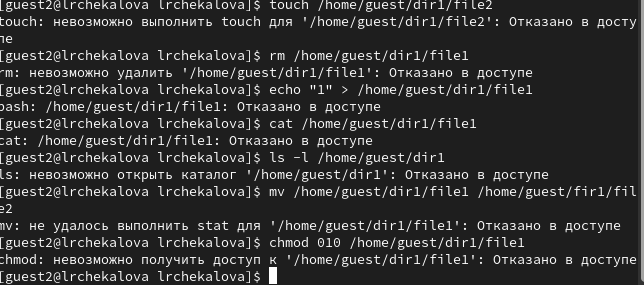 [guest2@lrchekalova lrchekalova]$ touch /home/guest/dir1/file2
touch: невозможно выполнить touch для '/home/guest/dir1/file2': Отказано в досту
пе
[guest2@lrchekalova lrchekalova]$ rm /home/guest/dir1/file1
rm: невозможно удалить '/home/guest/dir1/file1': Отказано в доступе
[guest2@lrchekalova lrchekalova]$ echo "1" > /home/guest/dir1/file1
bash: /home/guest/dir1/file1: Отказано в доступе
[guest2@lrchekalova lrchekalova]$ cat /home/guest/dir1/file1
cat: /home/guest/dir1/file1: Отказано в доступе
[guest2@lrchekalova lrchekalova]$ ls -l /home/guest/dir1
ls: невозможно открыть каталог '/home/guest/dir1': Отказано в доступе
[guest2@lrchekalova lrchekalova]$ mv /home/guest/dir1/file1 /home/guest/fir1/fil
e2
mv: не удалось выполнить stat для '/home/guest/dir1/file1': Отказано в доступе
[guest2@lrchekalova lrchekalova]$ chmod 010 /home/guest/dir1/file1
chmod: невозможно получить доступ к '/home/guest/dir1/file1': Отказано в доступе
[guest2@lrchekalova lrchekalova]$